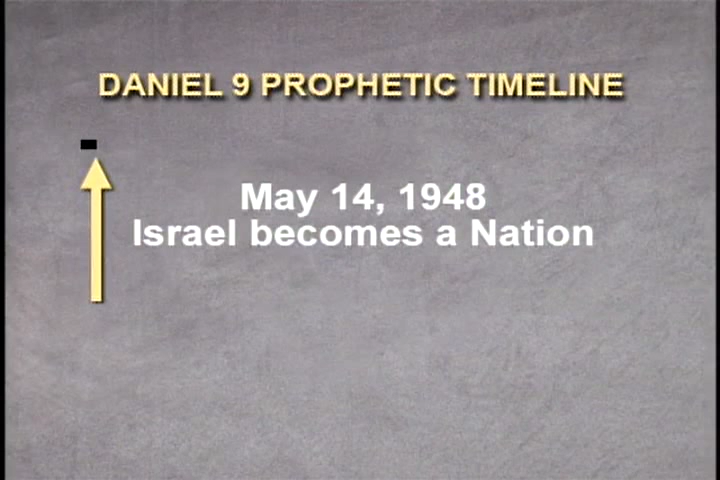 DANIEL 9 PROPHETIC TIMELINE
May 14, 1948
Israel becomes a Nation